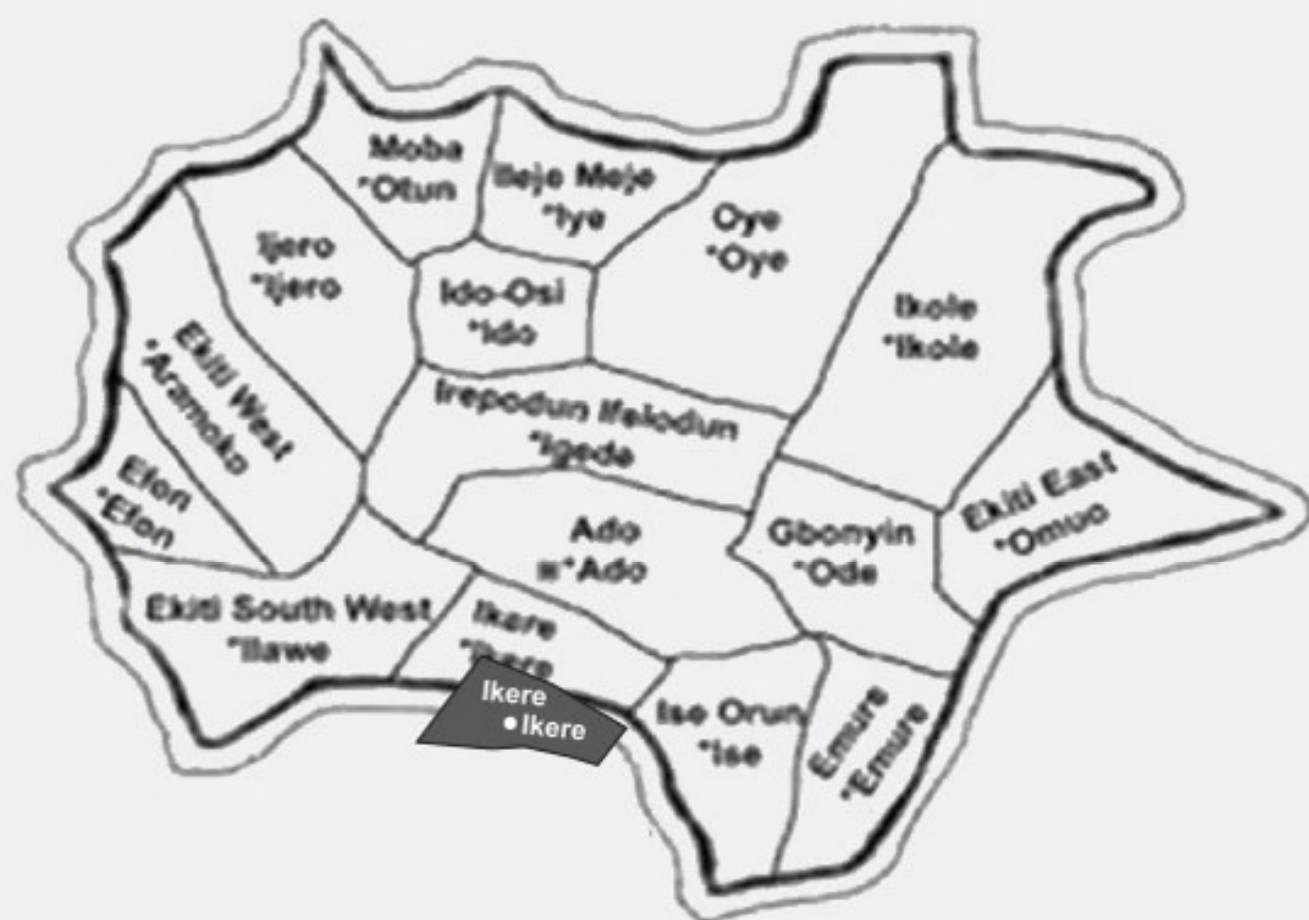 Moba
*Otun
Ileje Meje
*Iye
Oye
*Oye
Ijero
*Ijero
Ido-Osi
*Ido
Ikole
*Ikole
Ekiti West
*Aramoko
Irepodun Ifelodun
*Igede
Efon
*Efon
Ado
*Ado
Gbonyin
*Ode
Ekiti East
*Omuo
Ekiti South West
*Ilawe
Ikere
*Ikere
Ikere
Ikere
Ise Orun
*Ise
Emure
*Emure